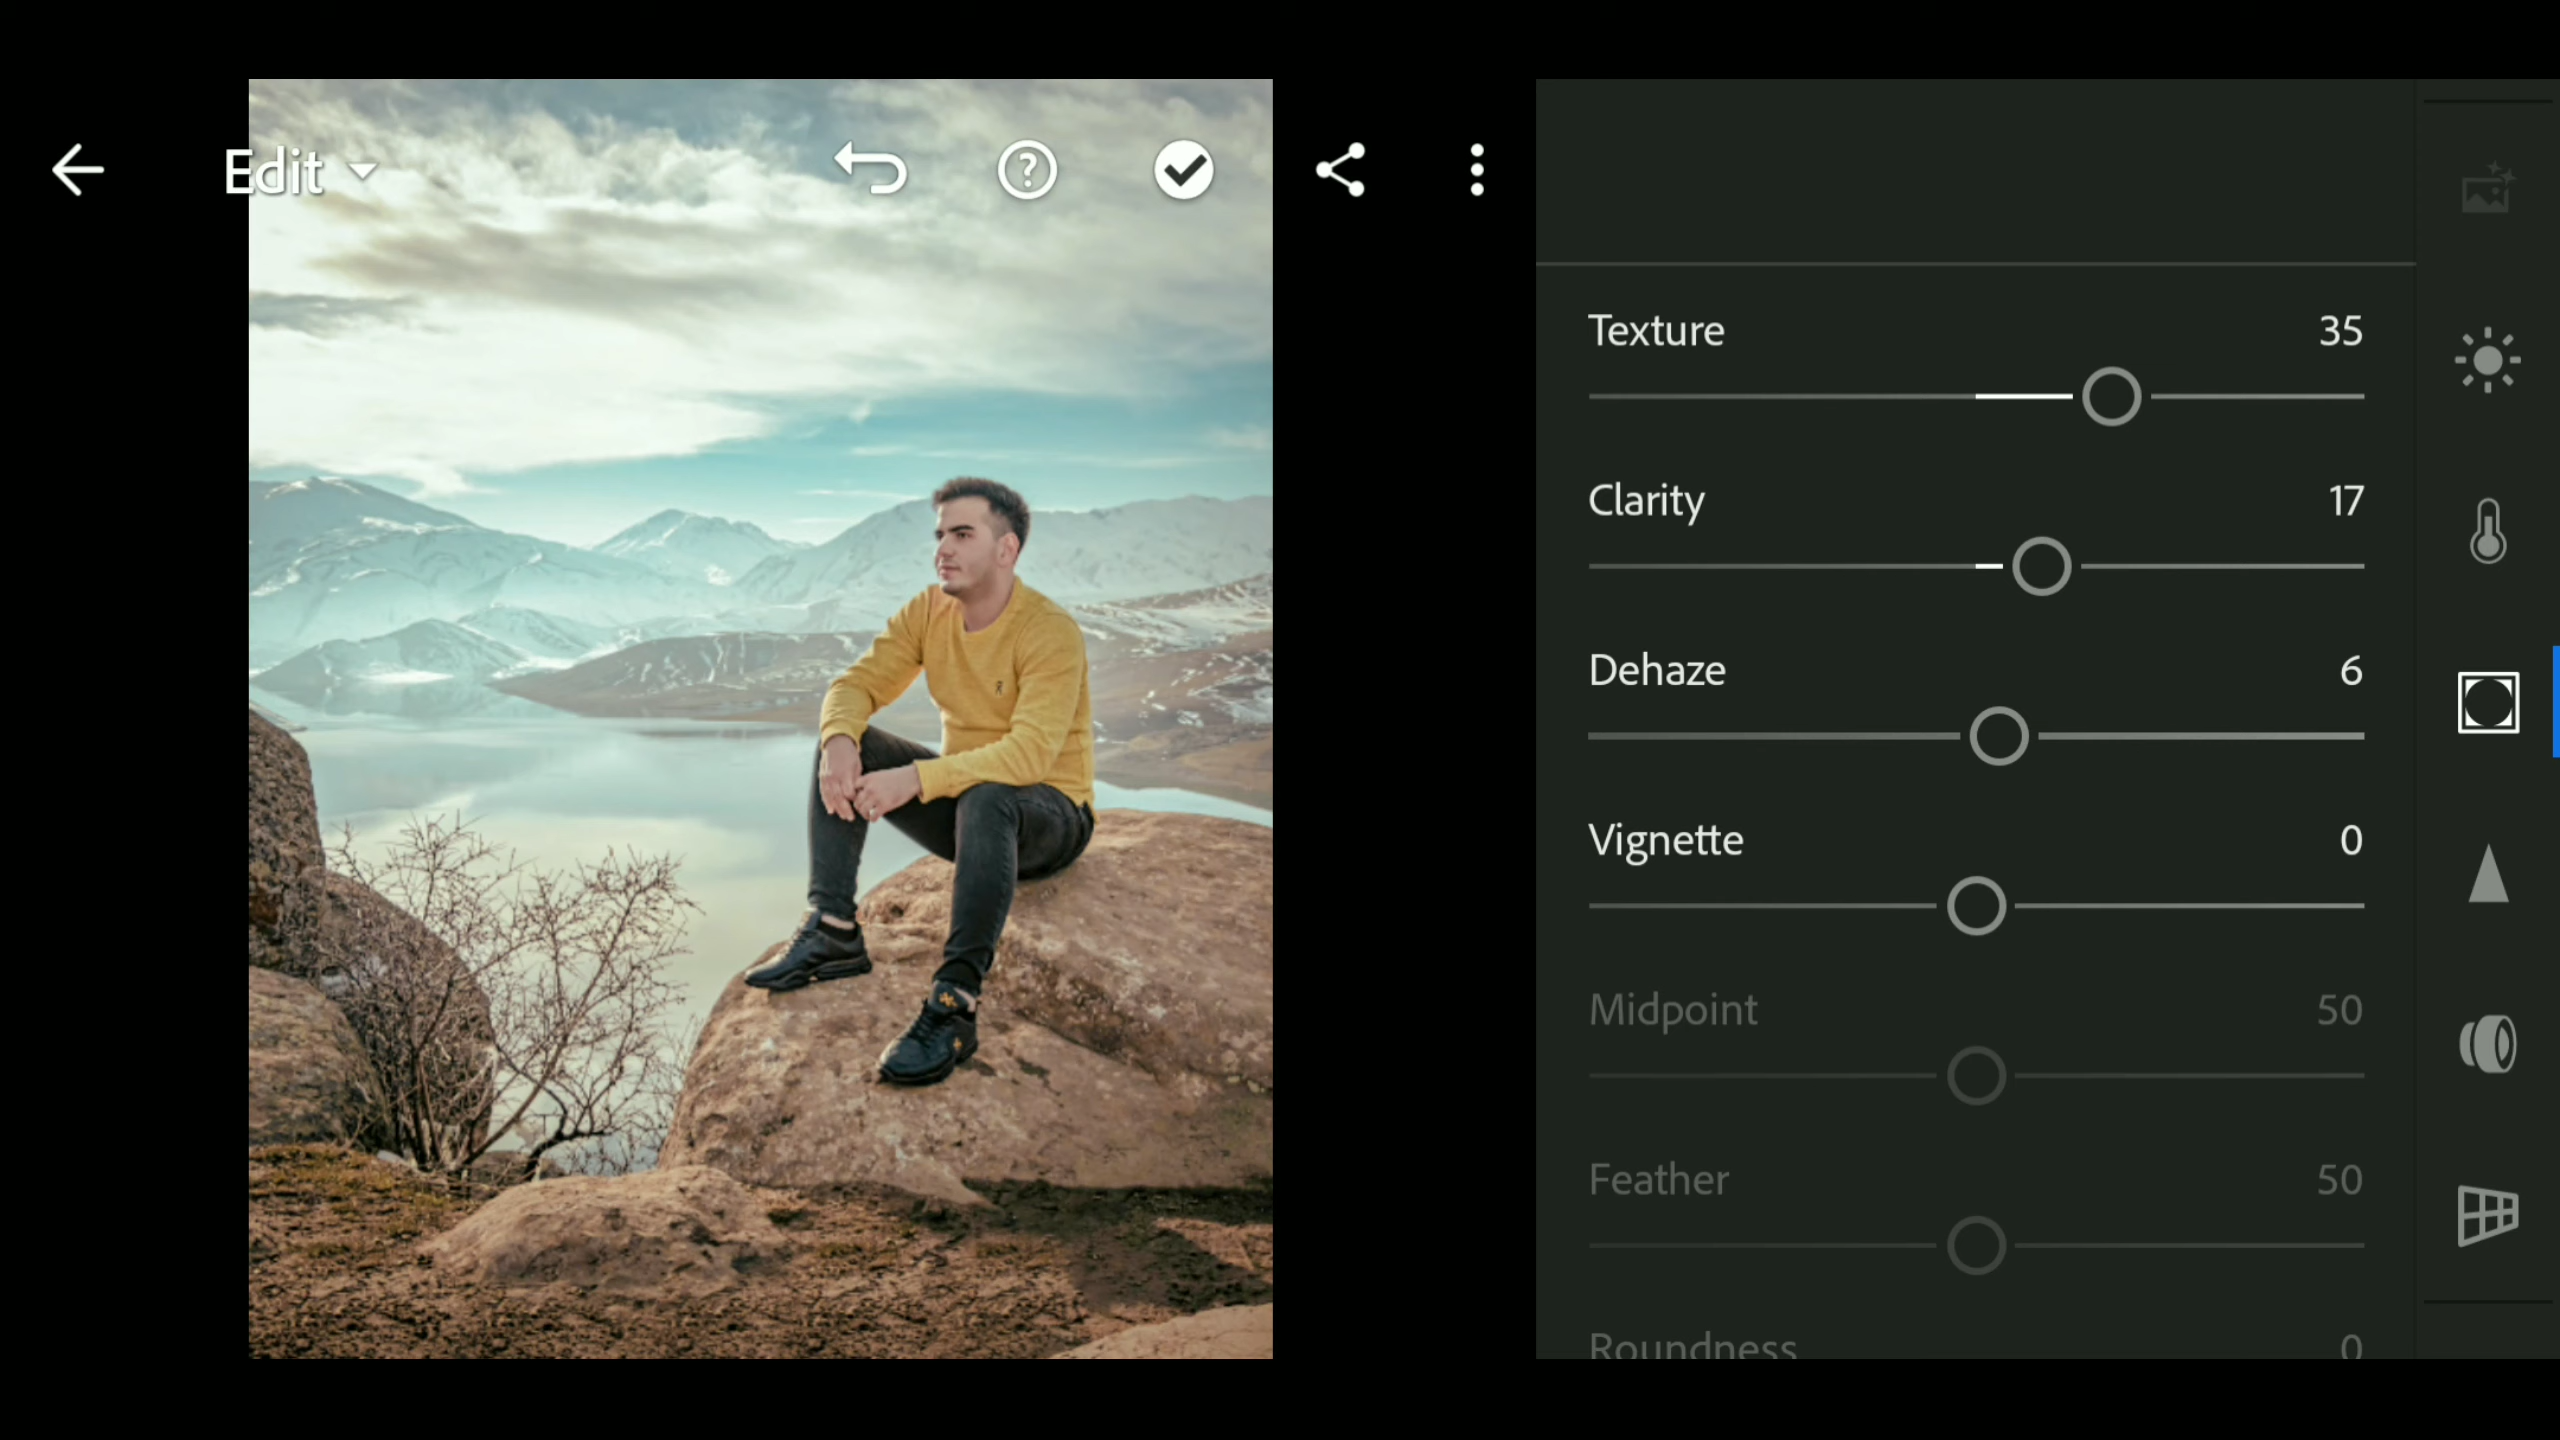 Edit
Texture 35
Clarity 17
Dehaze 6
Vignette 0
Midpoint 50
Feather 50
Roundness 0